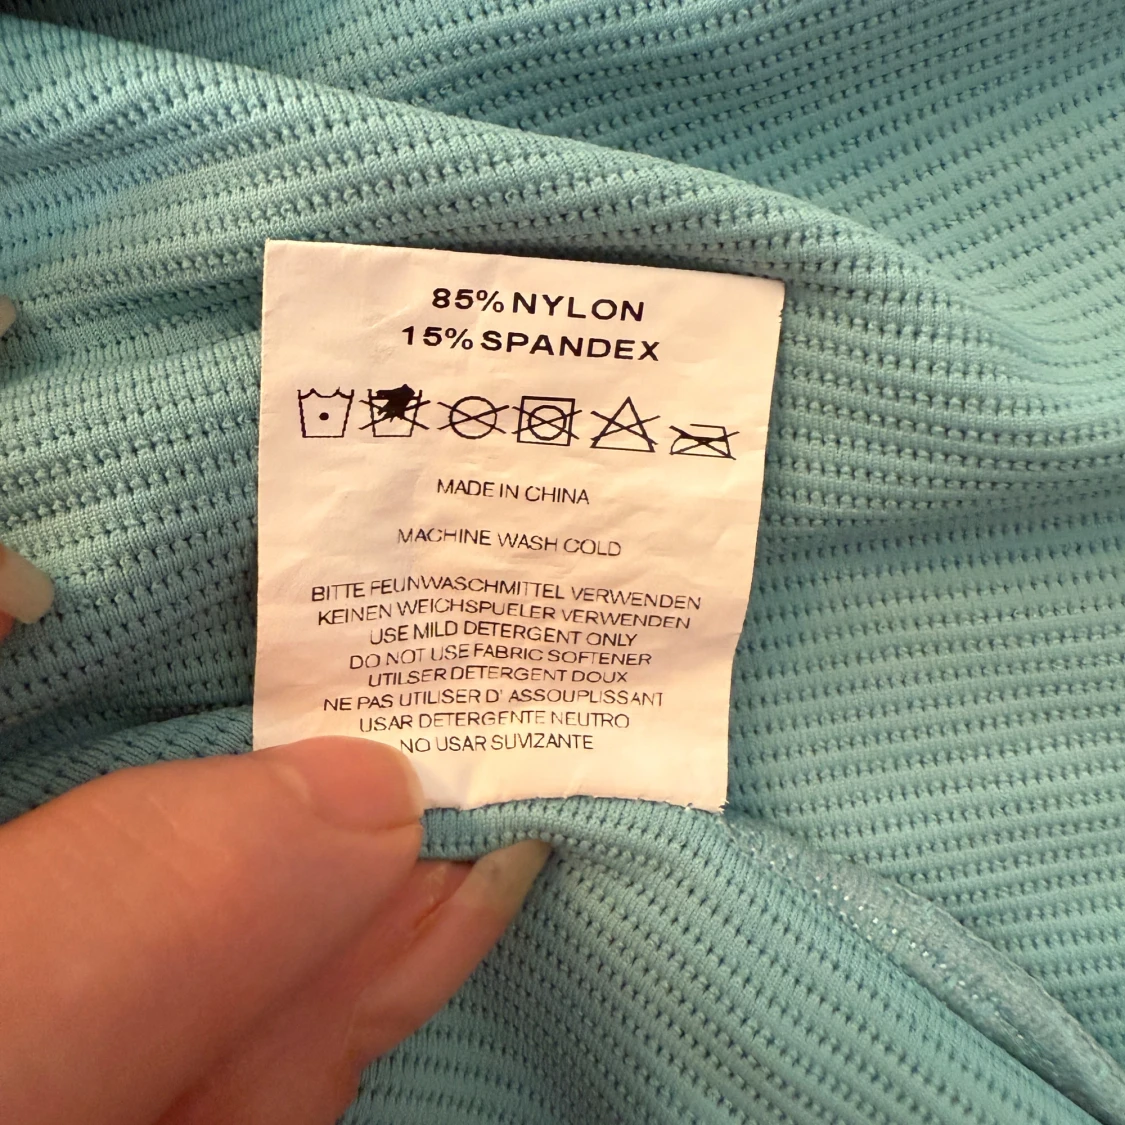 85% NYLON
15% SPANDEX
MADE IN CHINA
MACHINE WASH COLD
BITTE FEUNWASCHMITTEL VERWENDEN
KEINEN WEICHSPUELER VERWENDEN
USE MILD DETERGENT ONLY
DO NOT USE FABRIC SOFTENER
UTILSER DETERGENT DOUX
NE PAS UTILISER D' ASSOUPLISSANT
USAR DETERGENTE NEUTRO
NO USAR SUVIZANTE